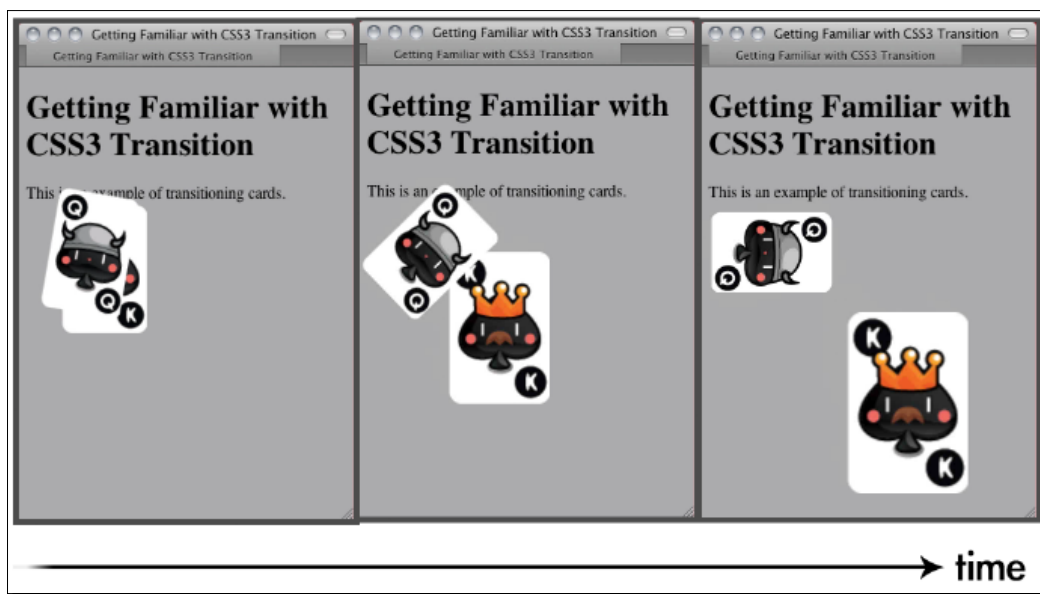 Getting Familiar with CSS3 Transition
Getting Familiar with CSS3 Transition
Getting Familiar with
CSS3 Transition
This is an example of transitioning cards.
Q
Q
K
Getting Familiar with CSS3 Transition
Getting Familiar with CSS3 Transition
Getting Familiar with
CSS3 Transition
This is an example of transitioning cards.
Q
Q
K
K
Getting Familiar with CSS3 Transition
Getting Familiar with CSS3 Transition
Getting Familiar with
CSS3 Transition
This is an example of transitioning cards.
Q
Q
K
K
time